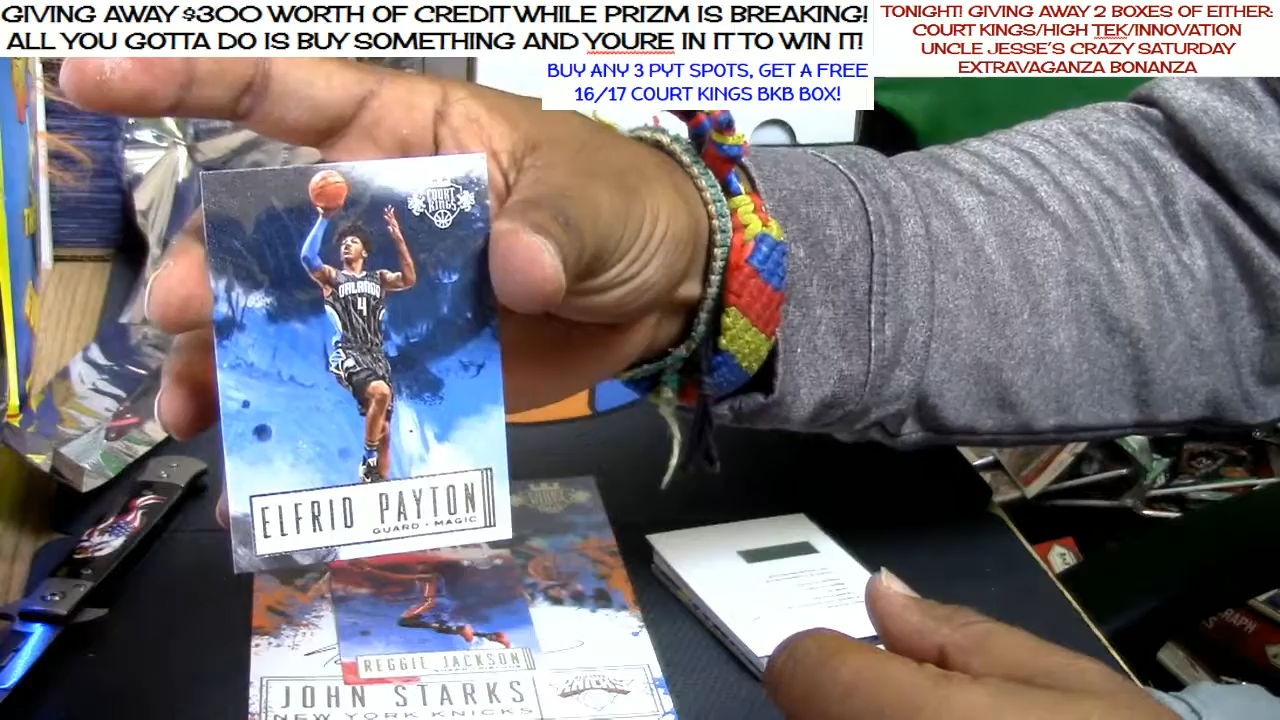 GIVING AWAY $300 WORTH OF CREDIT WHILE PRIZM IS BREAKING!
ALL YOU GOTTA DO IS BUY SOMETHING AND YOURE IN IT TO WIN IT!
BUY ANY 3 PYT SPOTS, GET A FREE
16/17 COURT KINGS BKB BOX!
TONIGHT! GIVING AWAY 2 BOXES OF EITHER:
COURT KINGS/HIGH TEK/INNOVATION
UNCLE JESSE'S CRAZY SATURDAY
EXTRAVAGANZA BONANZA
COURT
KINGS
ORLANDO
4
ELFRID PAYTON
GUARD • MAGIC
REGGIE JACKSON
JOHN STARKS
NEW YORK KNICKS